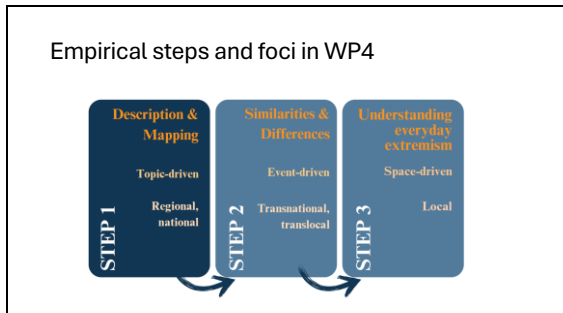 Empirical steps and foci in WP4
STEP 1
Description &
Mapping
Topic-driven
Regional,
national
STEP 2
Similarities &
Differences
Event-driven
Transnational,
translocal
STEP 3
Understanding
everyday
extremism
Space-driven
Local